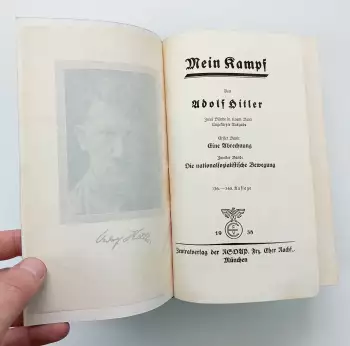 Mein Kampf
Von
Adolf Hitler
Zwei Bände in einem Band
Ungekürzte Ausgabe
Erster Band:
Eine Abrechnung
Zweiter Band:
Die nationalsozialistische Bewegung
Auflage
19
Zentralverlag der NSDAP. Frz. Eher Nachf.
München